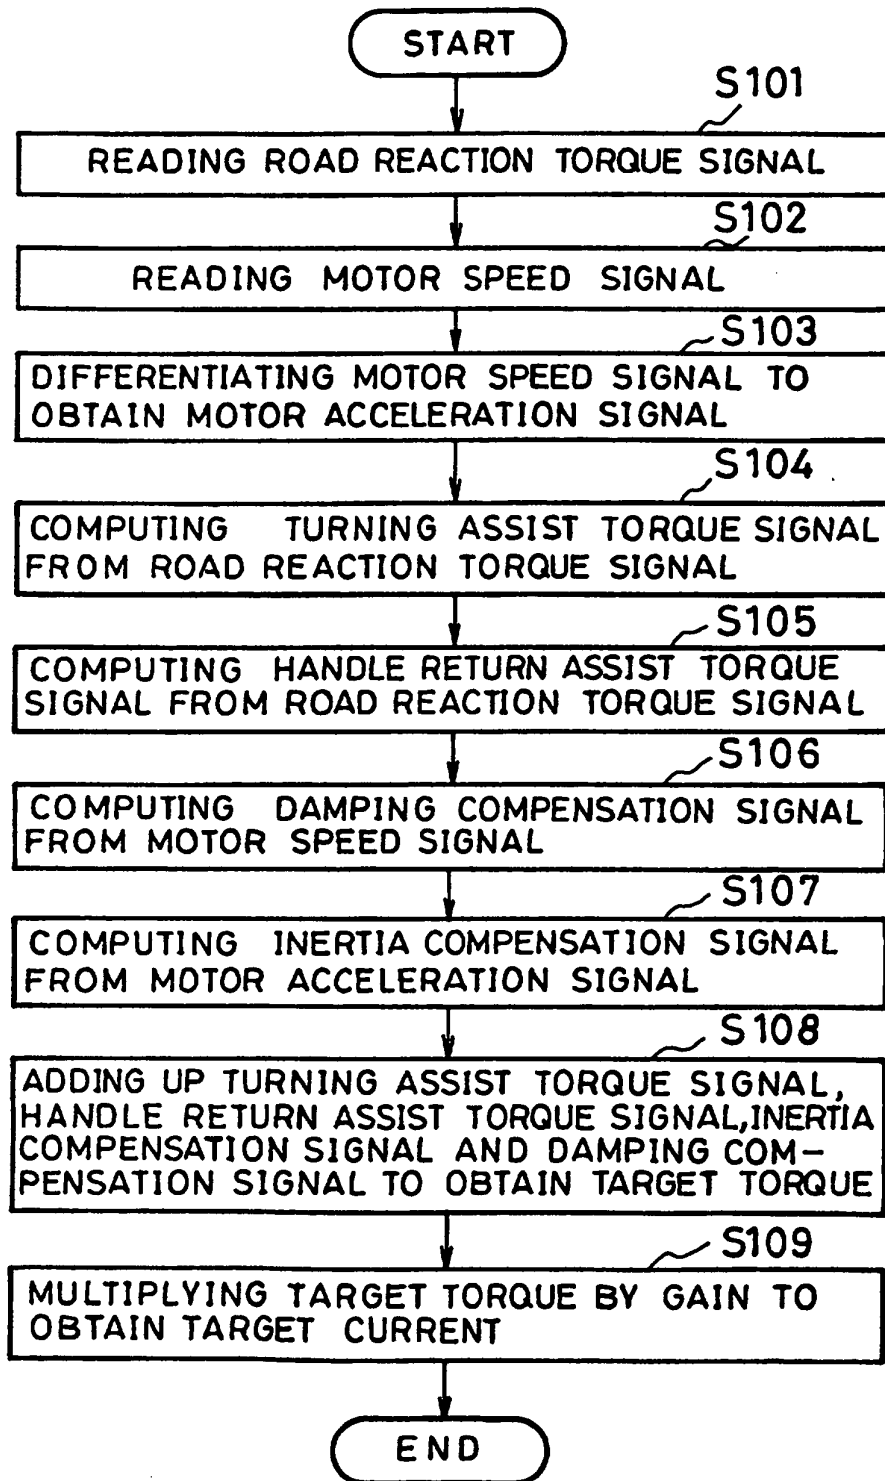 START
S101
READING ROAD REACTION TORQUE SIGNAL
S102
READING MOTOR SPEED SIGNAL
S103
DIFFERENTIATING MOTOR SPEED SIGNAL TO
OBTAIN MOTOR ACCELERATION SIGNAL
S104
COMPUTING TURNING ASSIST TORQUE SIGNAL
FROM ROAD REACTION TORQUE SIGNAL
S105
COMPUTING HANDLE RETURN ASSIST TORQUE
SIGNAL FROM ROAD REACTION TORQUE SIGNAL
S106
COMPUTING DAMPING COMPENSATION SIGNAL
FROM MOTOR SPEED SIGNAL
S107
COMPUTING INERTIA COMPENSATION SIGNAL
FROM MOTOR ACCELERATION SIGNAL
S108
ADDING UP TURNING ASSIST TORQUE SIGNAL,
HANDLE RETURN ASSIST TORQUE SIGNAL,INERTIA
COMPENSATION SIGNAL AND DAMPING COM-
PENSATION SIGNAL TO OBTAIN TARGET TORQUE
S109
MULTIPLYING TARGET TORQUE BY GAIN TO
OBTAIN TARGET CURRENT
END